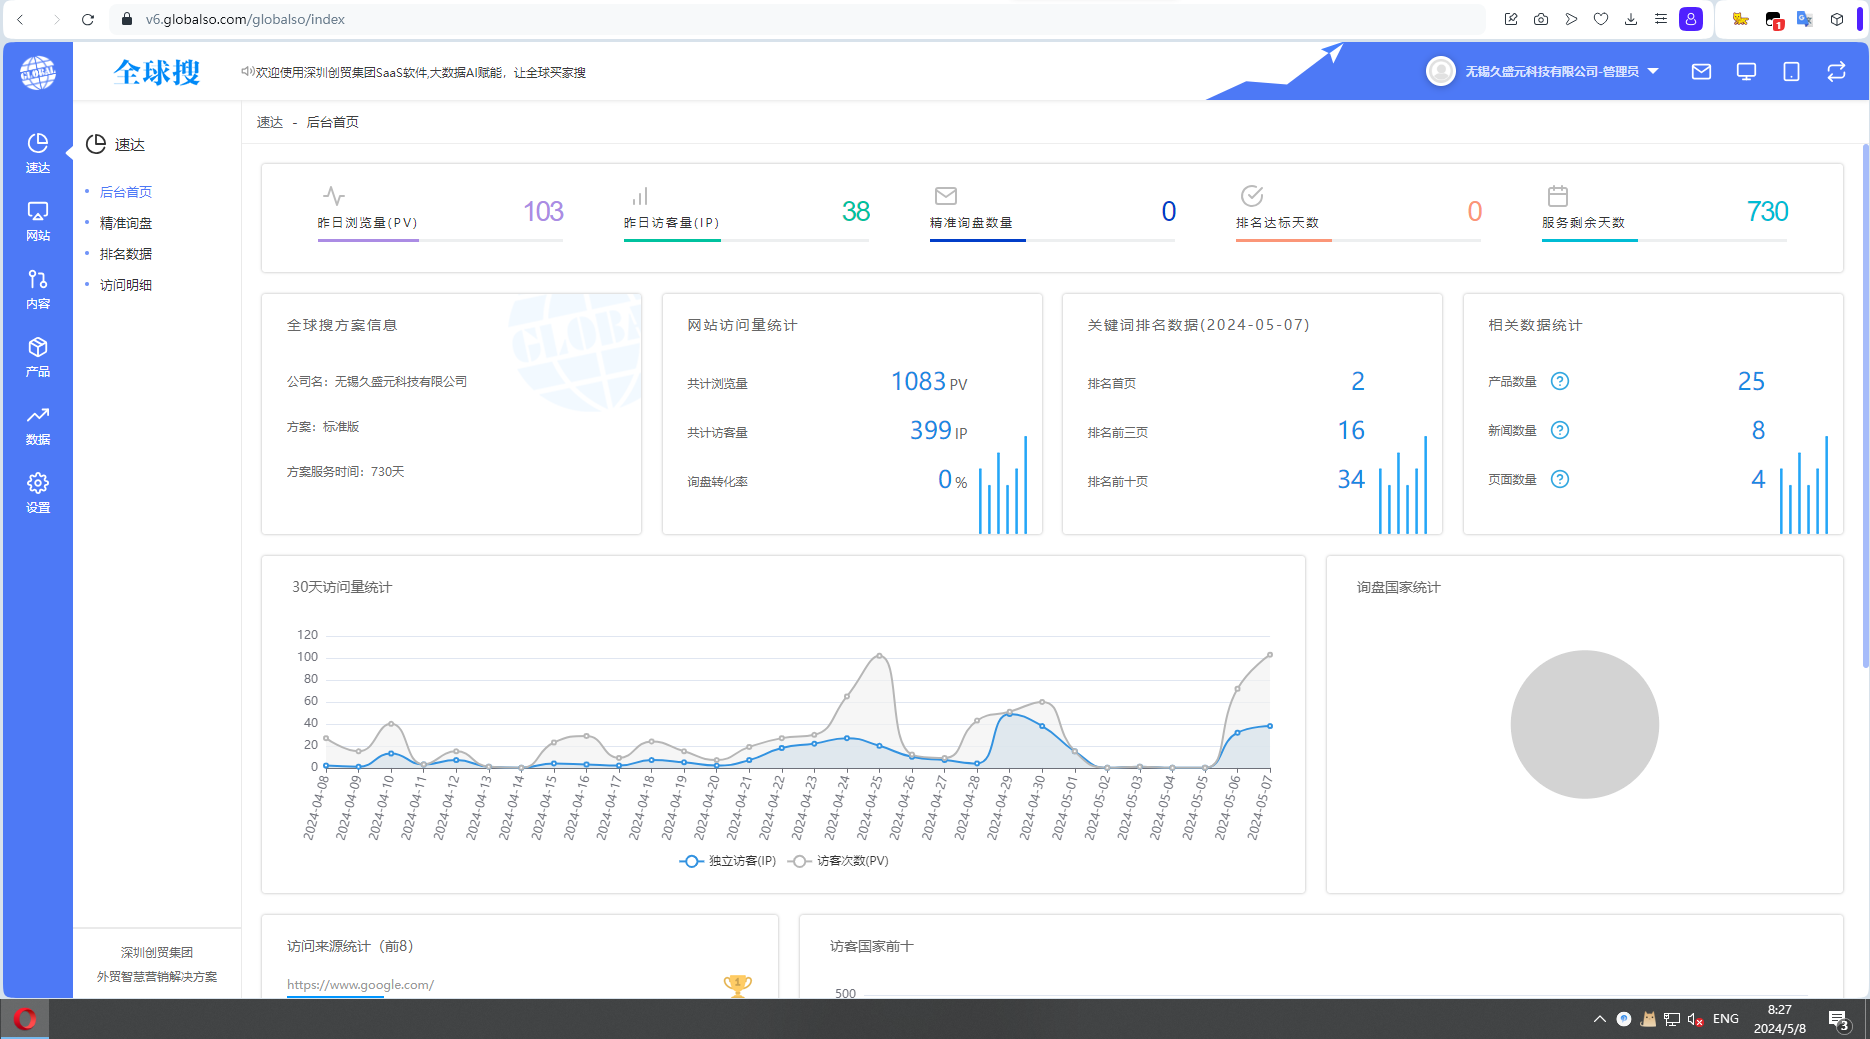 v6.globalso.com/globalso/index
1
GLOBAL
全球搜
欢迎使用深圳创贸集团SaaS软件,大数据AI赋能，让全球买家搜
无锡久盛元科技有限公司-管理员
速达
网站
内容
产品
数据
设置
速达
后台首页
精准询盘
排名数据
访问明细
深圳创贸集团
外贸智慧营销解决方案
速达 - 后台首页
昨日浏览量(PV) 103
昨日访客量(IP) 38
精准询盘数量 0
排名达标天数 0
服务剩余天数 730
全球搜方案信息
GLOBAL
公司名：无锡久盛元科技有限公司
方案：标准版
方案服务时间：730天
网站访问量统计
共计浏览量 1083 PV
共计访客量 399 IP
询盘转化率 0 %
关键词排名数据(2024-05-07)
排名首页 2
排名前三页 16
排名前十页 34
相关数据统计
产品数量 ? 25
新闻数量 ? 8
页面数量 ? 4
30天访问量统计
120
100
80
60
40
20
0
2024-04-08
2024-04-09
2024-04-10
2024-04-11
2024-04-12
2024-04-13
2024-04-14
2024-04-15
2024-04-16
2024-04-17
2024-04-18
2024-04-19
2024-04-20
2024-04-21
2024-04-22
2024-04-23
2024-04-24
2024-04-25
2024-04-26
2024-04-27
2024-04-28
2024-04-29
2024-04-30
2024-05-01
2024-05-02
2024-05-03
2024-05-04
2024-05-05
2024-05-06
2024-05-07
独立访客(IP) 访客次数(PV)
询盘国家统计
访问来源统计（前8）
https://www.google.com/
1
访客国家前十
500
ENG
8:27
2024/5/8
3